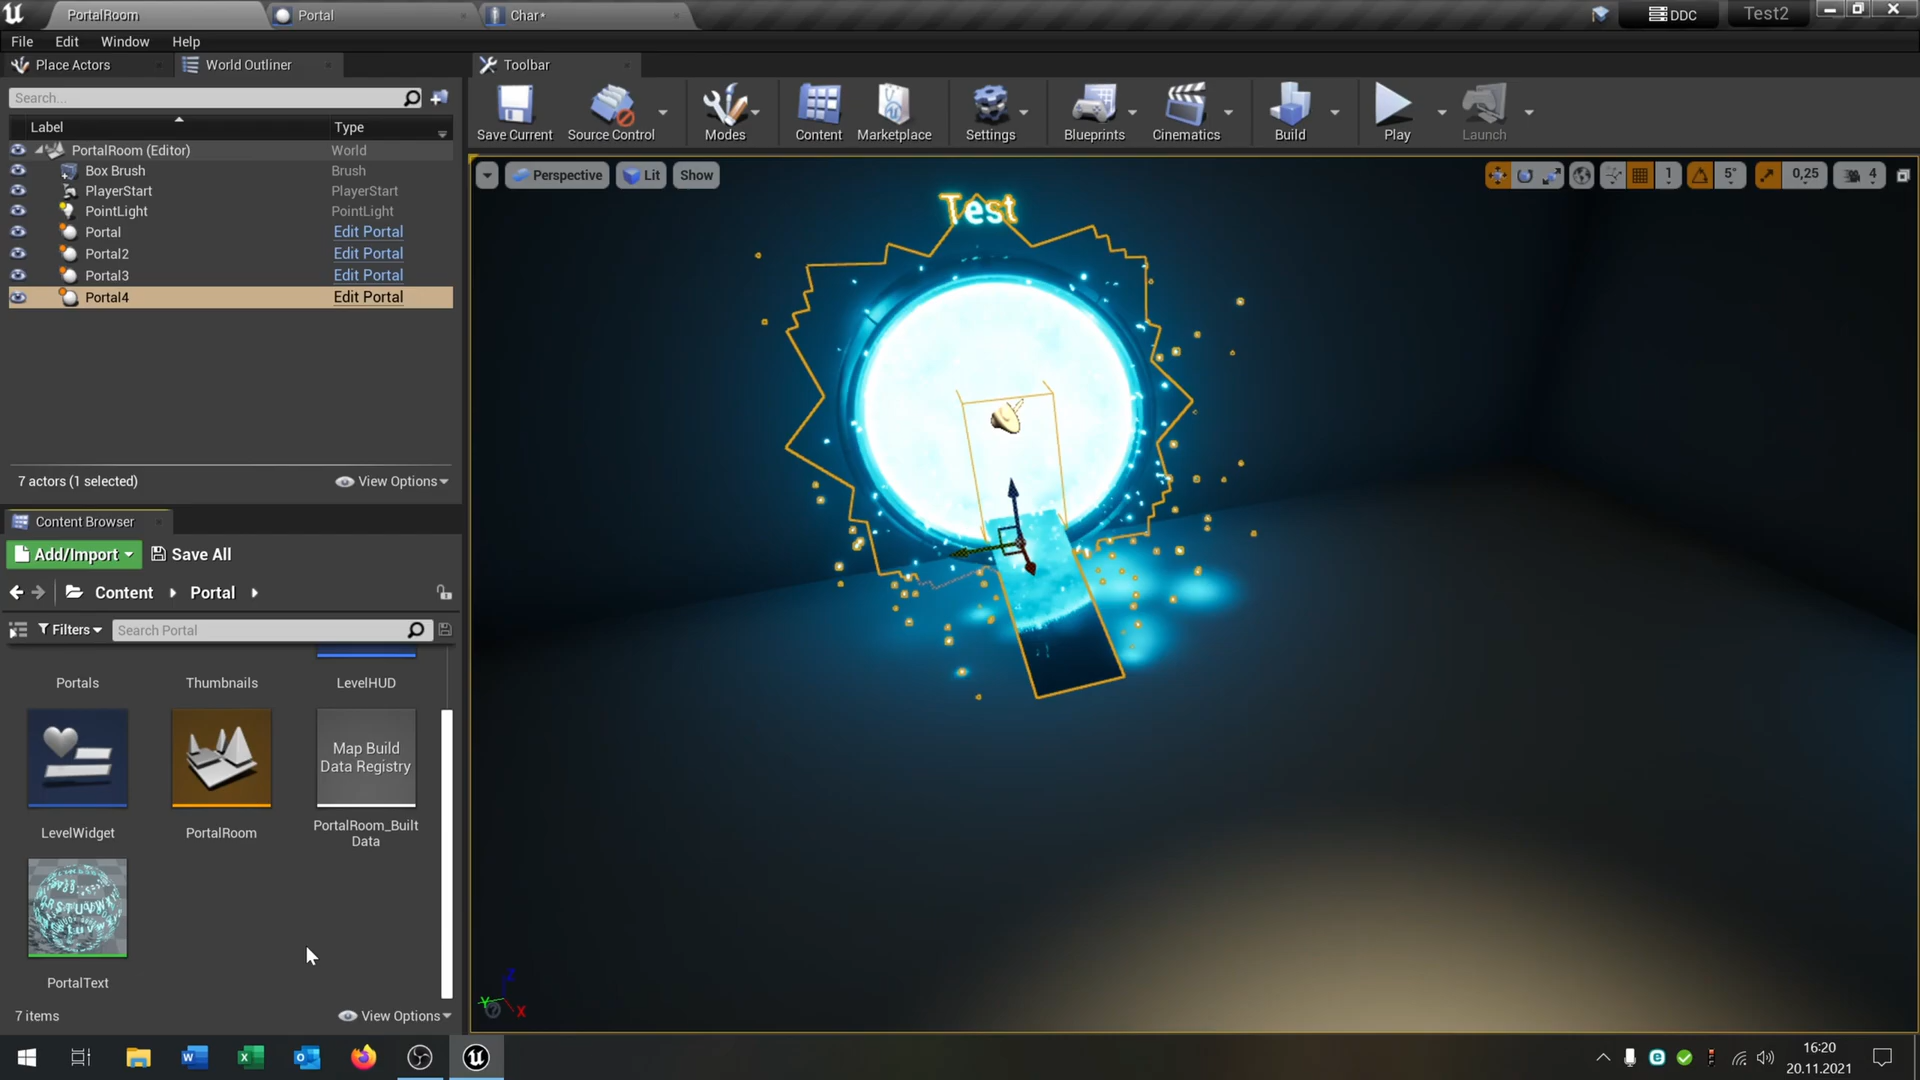 PortalRoom
Portal
Char*
DDC
Test2
File Edit Window Help
Place Actors
World Outliner
Toolbar
Search...
Label Type
PortalRoom (Editor) World
Box Brush Brush
PlayerStart PlayerStart
PointLight PointLight
Portal Edit Portal
Portal2 Edit Portal
Portal3 Edit Portal
Portal4 Edit Portal
7 actors (1 selected) View Options
Save Current Source Control Modes Content Marketplace Settings Blueprints Cinematics Build Play Launch
Perspective Lit Show
1 5° 0,25 4
Test
Content Browser
Add/Import Save All
Content Portal
Filters Search Portal
Portals Thumbnails LevelHUD
Map Build
Data Registry
LevelWidget PortalRoom PortalRoom_Built
Data
PortalText
7 items View Options
Z
Y
X
16:20
20.11.2021